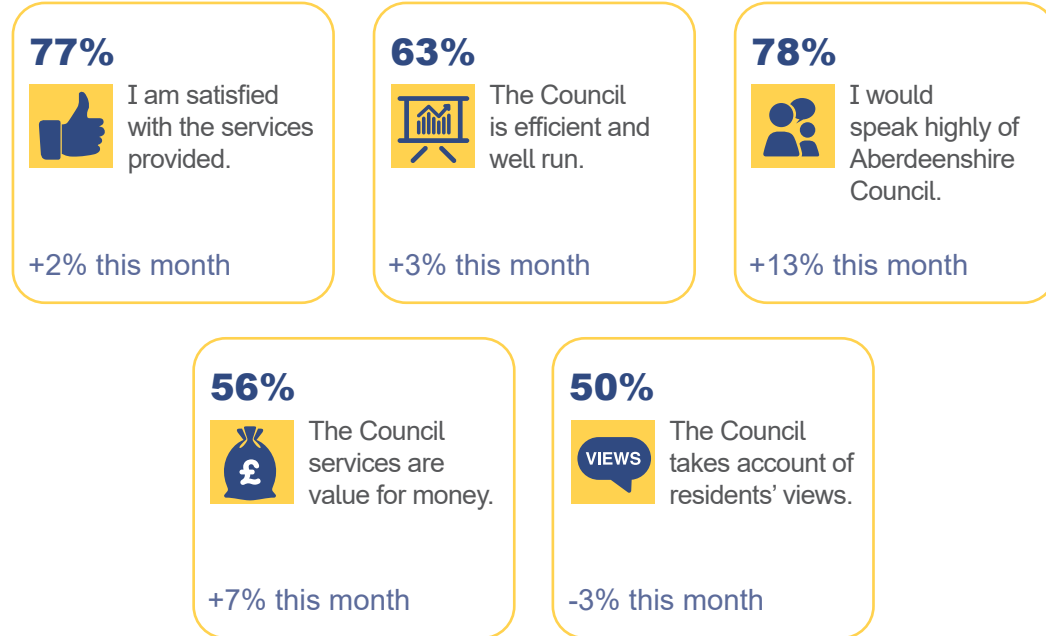 77%
I am satisfied
with the services
provided.
+2% this month
63%
The Council
is efficient and
well run.
+3% this month
78%
I would
speak highly of
Aberdeenshire
Council.
+13% this month
56%
£
The Council
services are
value for money.
+7% this month
50%
VIEWS
The Council
takes account of
residents’ views.
-3% this month